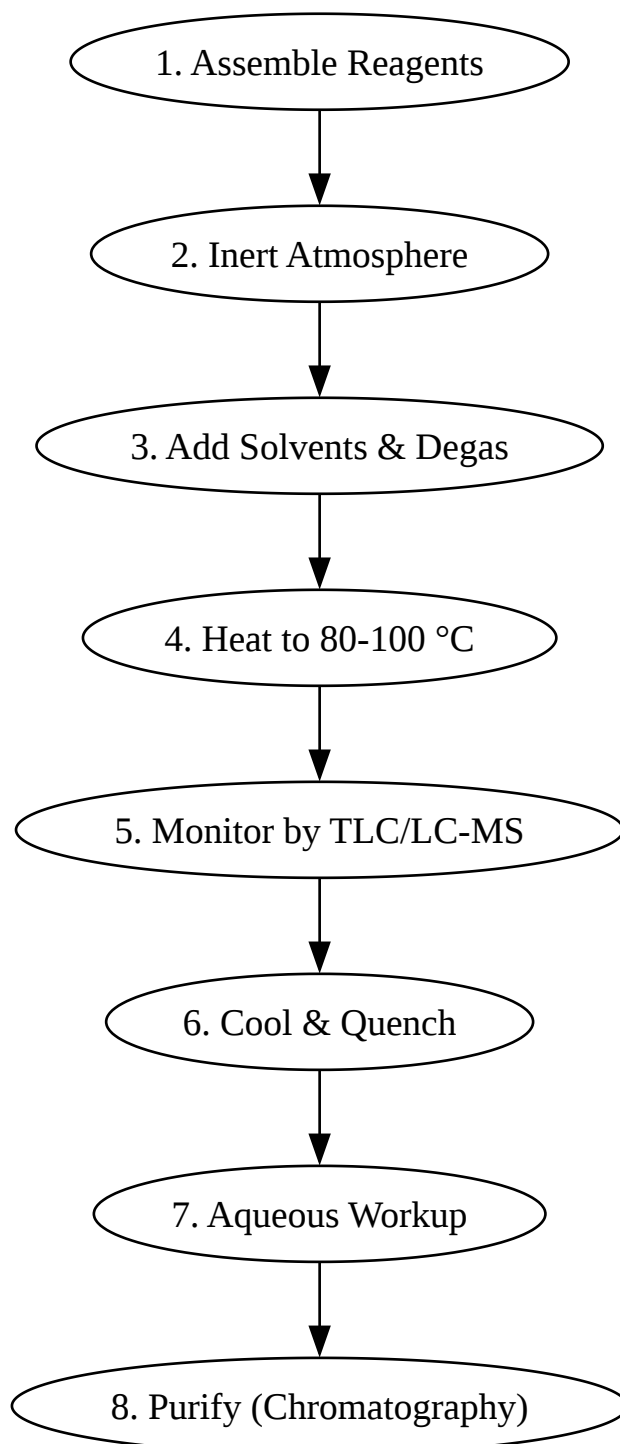 1. Assemble Reagents
2. Inert Atmosphere
3. Add Solvents & Degas
4. Heat to 80-100 °C
5. Monitor by TLC/LC-MS
6. Cool & Quench
7. Aqueous Workup
8. Purify (Chromatography)